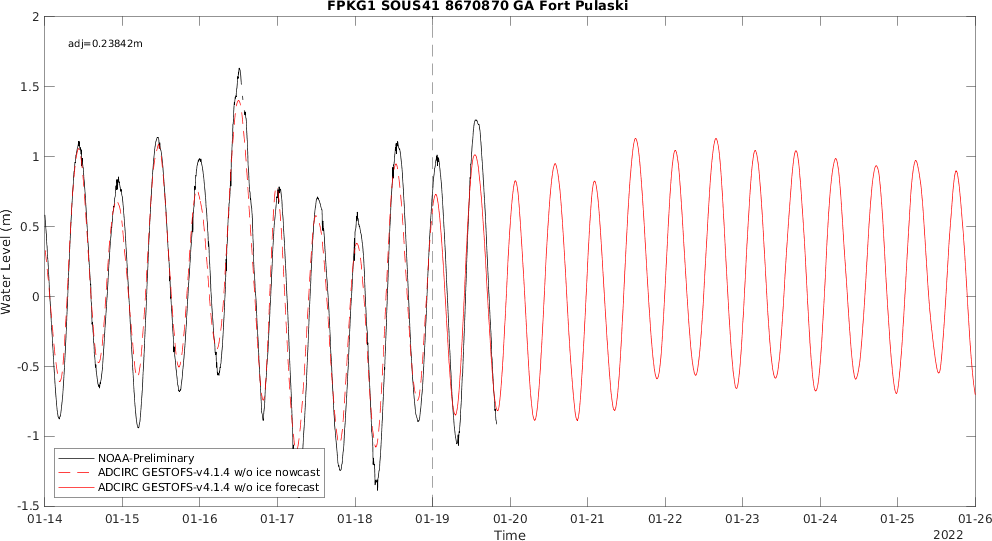 FPKG1 SOUS41 8670870 GA Fort Pulaski
adj=0.23842m
2
1.5
1
0.5
0
-0.5
-1
-1.5
Water Level (m)
NOAA-Preliminary
ADCIRC GESTOFS-v4.1.4 w/o ice nowcast
ADCIRC GESTOFS-v4.1.4 w/o ice forecast
01-14 01-15 01-16 01-17 01-18 01-19 01-20 01-21 01-22 01-23 01-24 01-25 01-26
Time
2022